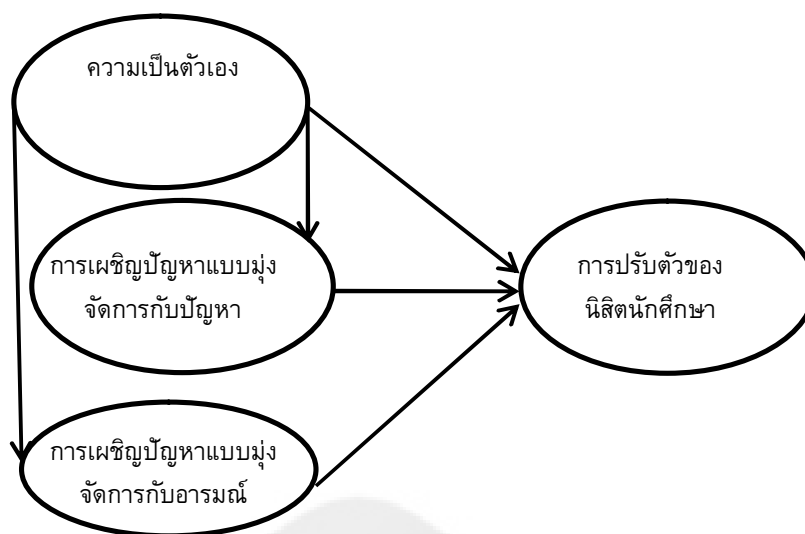 ความเป็นตัวเอง
การเผชิญปัญหาแบบมุ่ง
จัดการกับปัญหา
การปรับตัวของ
นิสิตนักศึกษา
การเผชิญปัญหาแบบมุ่ง
จัดการกับอารมณ์